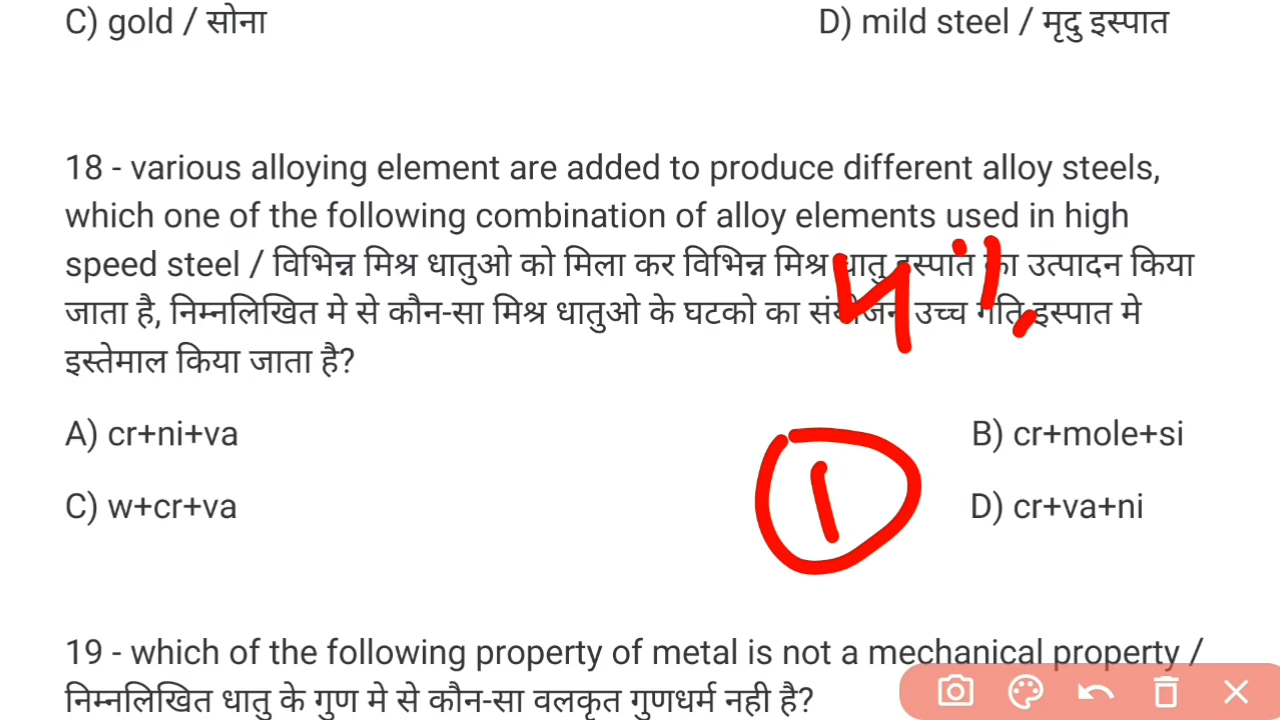 C) gold / सोना D) mild steel / मृदु इस्पात
18 - various alloying element are added to produce different alloy steels,
which one of the following combination of alloy elements used in high
speed steel / विभिन्न मिश्र धातुओ को मिला कर विभिन्न मिश्र धातु इस्पात का उत्पादन किया
जाता है, निम्नलिखित मे से कौन-सा मिश्र धातुओ के घटको का संयोजन उच्च गति इस्पात मे
इस्तेमाल किया जाता है?
4%
A) cr+ni+va B) cr+mole+si
1
C) w+cr+va D) cr+va+ni
19 - which of the following property of metal is not a mechanical property /
निम्नलिखित धातु के गुण मे से कौन-सा वलकृत गुणधर्म नही है?